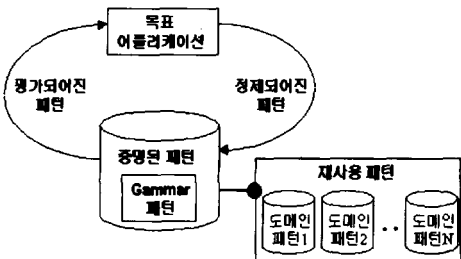 목표
어플리케이션
평가되어진
패턴
정제되어진
패턴
증명된 패턴
Gammar
패턴
재사용 패턴
도메인
패턴1
도메인
패턴2
..
도메인
패턴N